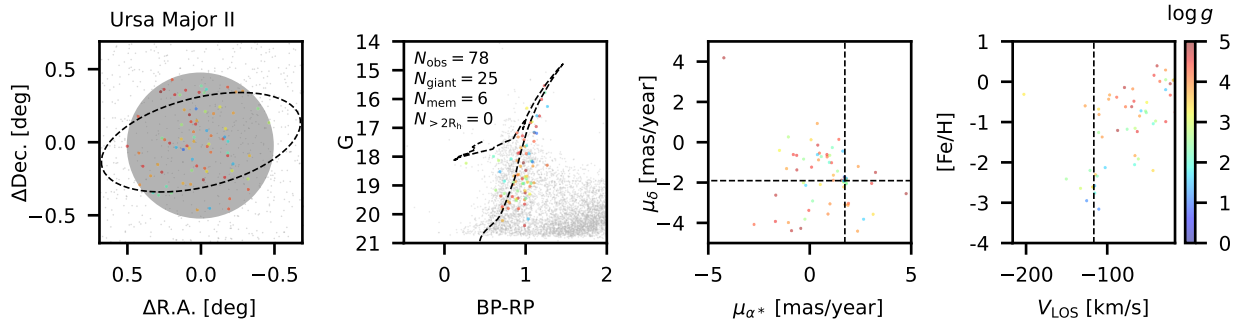 Ursa Major II
0.5
0.0
−0.5
ΔDec. [deg]
0.5
0.0
−0.5
ΔR.A. [deg]
14
15
16
17
18
19
20
21
G
N_obs = 78
N_giant = 25
N_mem = 6
N_>2R_h = 0
0
1
2
BP-RP
4
2
0
−2
−4
μ_δ [mas/year]
−5
0
5
μ_α* [mas/year]
1
0
−1
−2
−3
−4
[Fe/H]
−200
−100
V_LOS [km/s]
log g
5
4
3
2
1
0